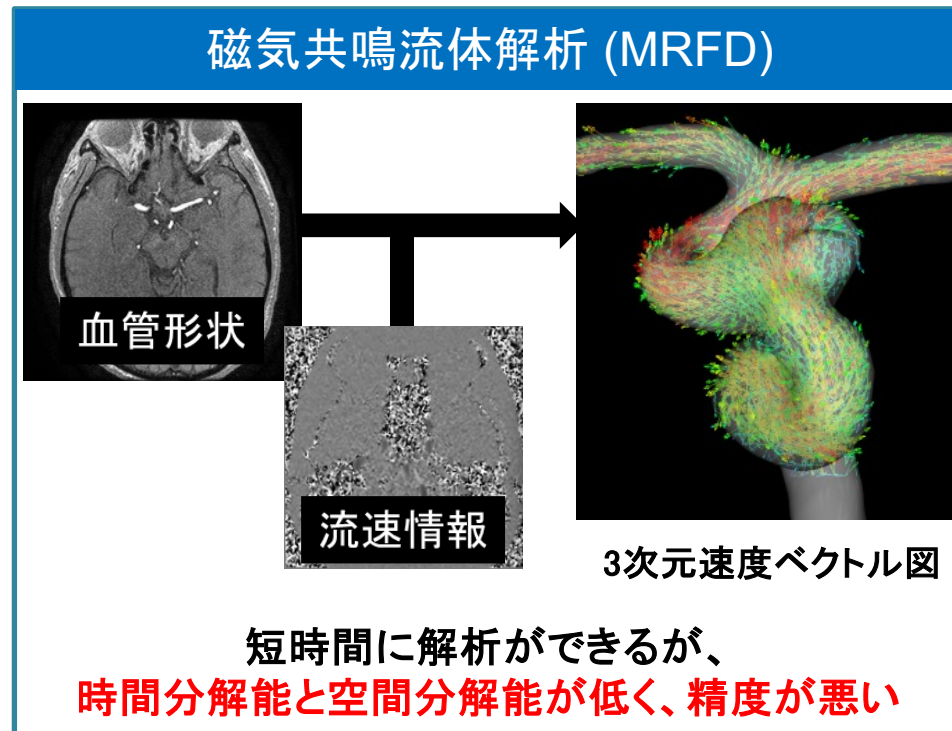 磁気共鳴流体解析 (MRFD)
血管形状
流速情報
3次元速度ベクトル図
短時間に解析ができるが、
時間分解能と空間分解能が低く、精度が悪い